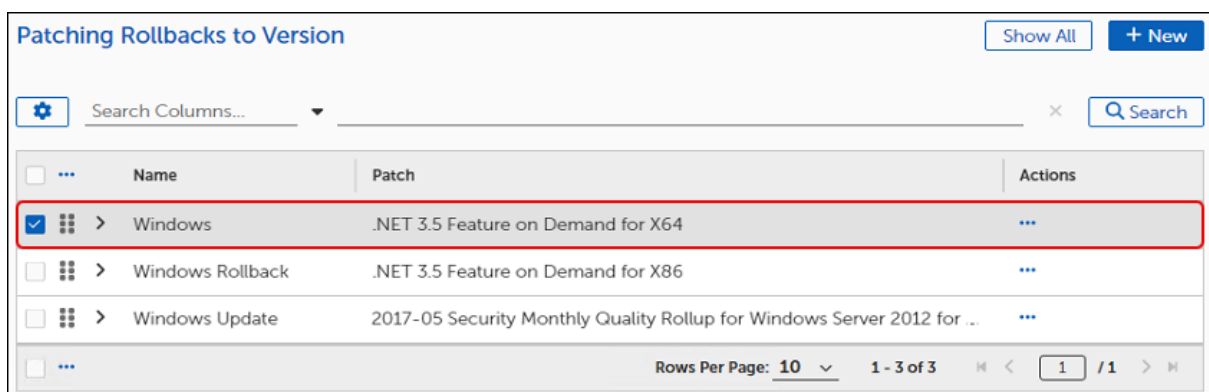 Patching Rollbacks to Version Show All + New
Search Columns... Search
Name Patch Actions
Windows .NET 3.5 Feature on Demand for X64
Windows Rollback .NET 3.5 Feature on Demand for X86
Windows Update 2017-05 Security Monthly Quality Rollup for Windows Server 2012 for ...
Rows Per Page: 10 1 - 3 of 3 1 / 1